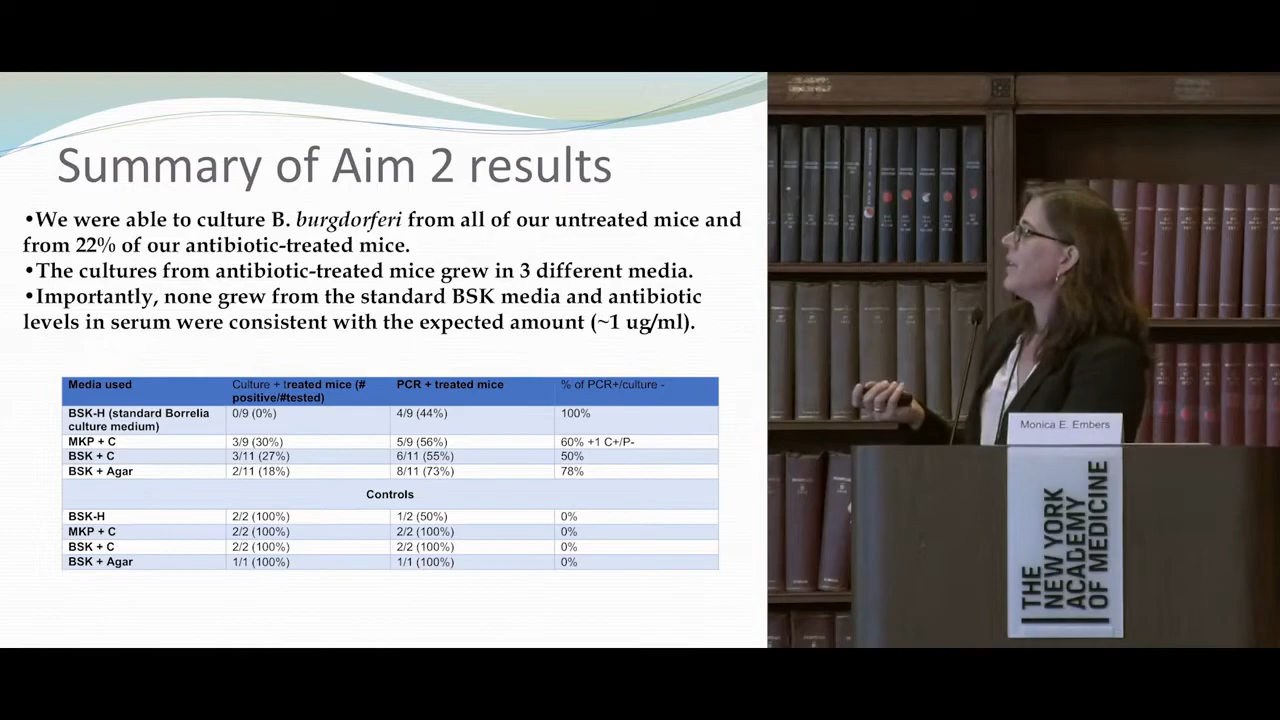 Summary of Aim 2 results
•We were able to culture B. burgdorferi from all of our untreated mice and
from 22% of our antibiotic-treated mice.
•The cultures from antibiotic-treated mice grew in 3 different media.
•Importantly, none grew from the standard BSK media and antibiotic
levels in serum were consistent with the expected amount (~1 ug/ml).
Media used Culture + treated mice (# positive/#tested) PCR + treated mice % of PCR+/culture -
BSK-H (standard Borrelia culture medium) 0/9 (0%) 4/9 (44%) 100%
MKP + C 3/9 (30%) 5/9 (56%) 60% +1 C+/P-
BSK + C 3/11 (27%) 6/11 (55%) 50%
BSK + Agar 2/11 (18%) 8/11 (73%) 78%
Controls
BSK-H 2/2 (100%) 1/2 (50%) 0%
MKP + C 2/2 (100%) 2/2 (100%) 0%
BSK + C 2/2 (100%) 2/2 (100%) 0%
BSK + Agar 1/1 (100%) 1/1 (100%) 0%
Monica E. Embers
THE
NEW YORK
ACADEMY
OF MEDICINE